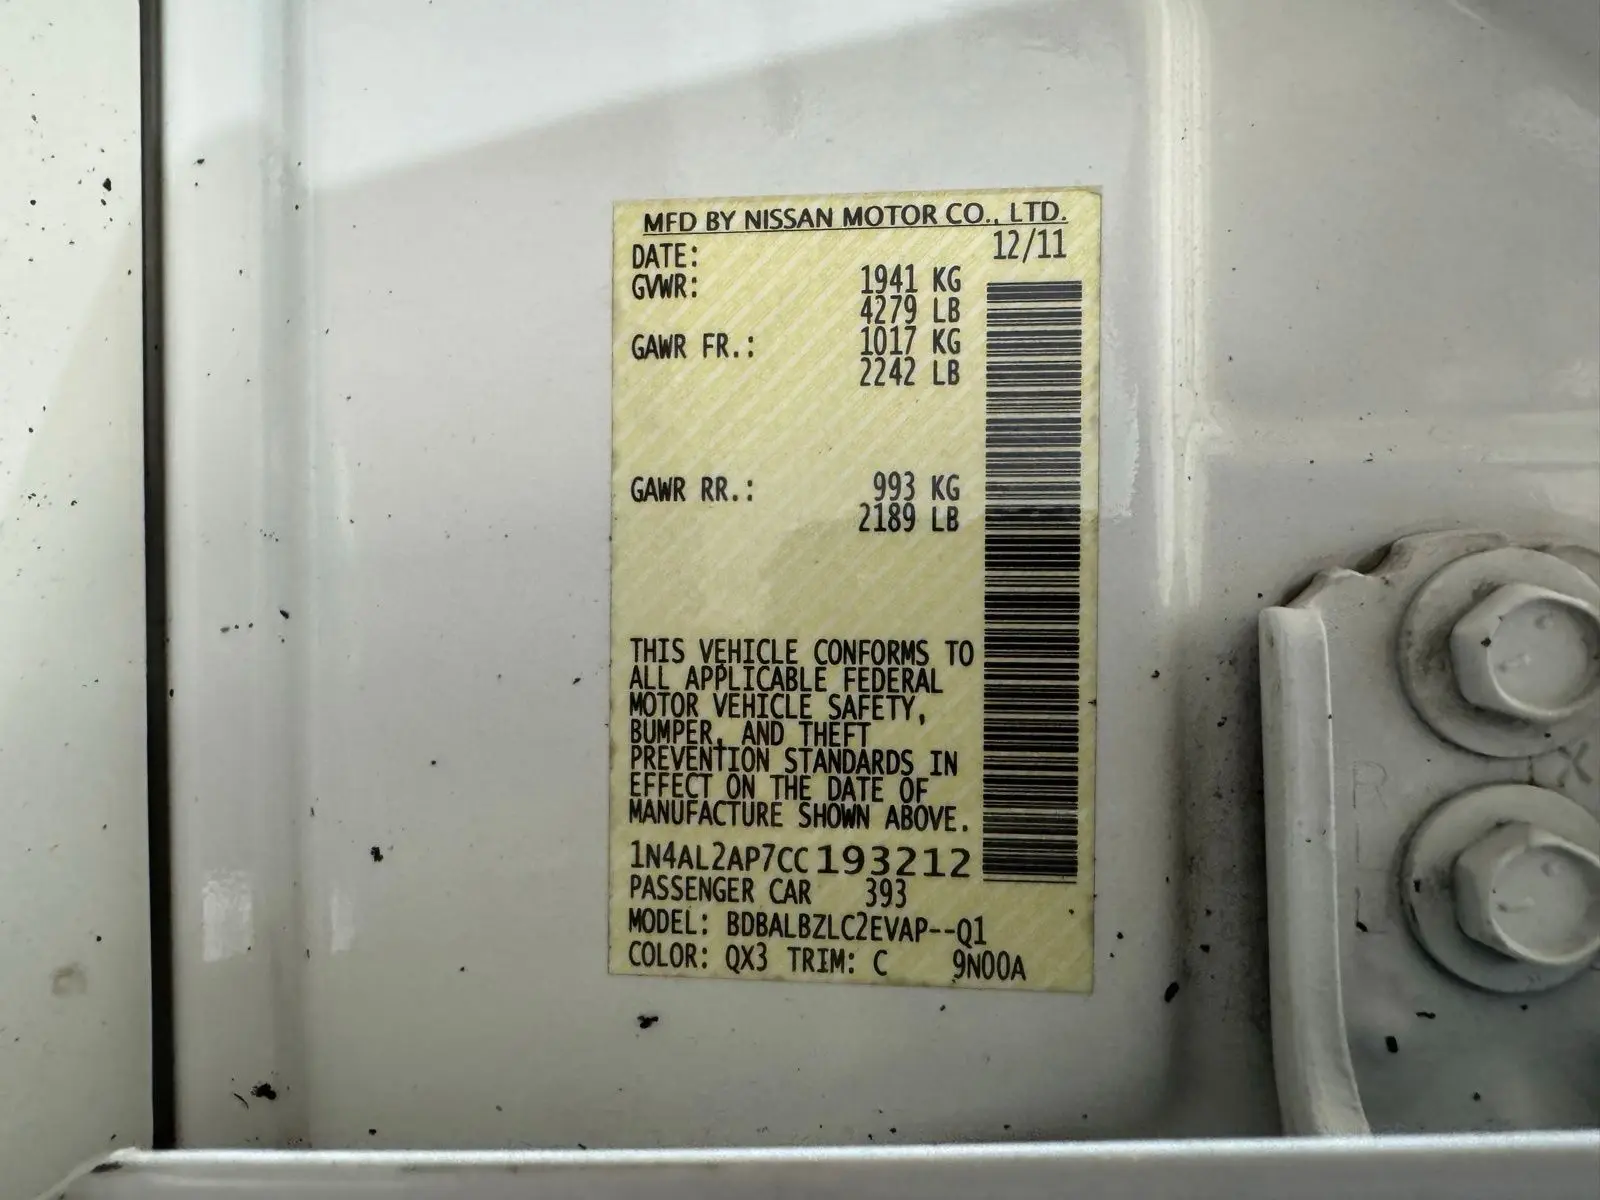 MFD BY NISSAN MOTOR CO., LTD.
DATE: 12/11
GVWR: 1941 KG
4279 LB
GAWR FR.: 1017 KG
2242 LB
GAWR RR.: 993 KG
2189 LB
THIS VEHICLE CONFORMS TO
ALL APPLICABLE FEDERAL
MOTOR VEHICLE SAFETY,
BUMPER, AND THEFT
PREVENTION STANDARDS IN
EFFECT ON THE DATE OF
MANUFACTURE SHOWN ABOVE.
1N4AL2AP7CC193212
PASSENGER CAR 393
MODEL: BDBALBZLC2EVAP--Q1
COLOR: QX3 TRIM: C 9N00A